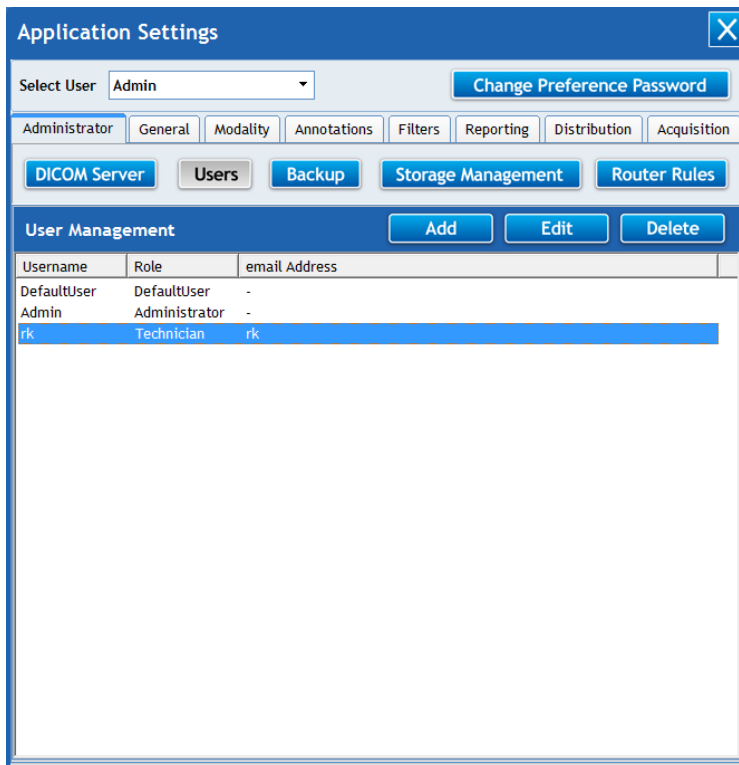 Application Settings X
Select User Admin Change Preference Password
Administrator General Modality Annotations Filters Reporting Distribution Acquisition
DICOM Server Users Backup Storage Management Router Rules
User Management Add Edit Delete
Username Role email Address
DefaultUser DefaultUser -
Admin Administrator -
rk Technician rk